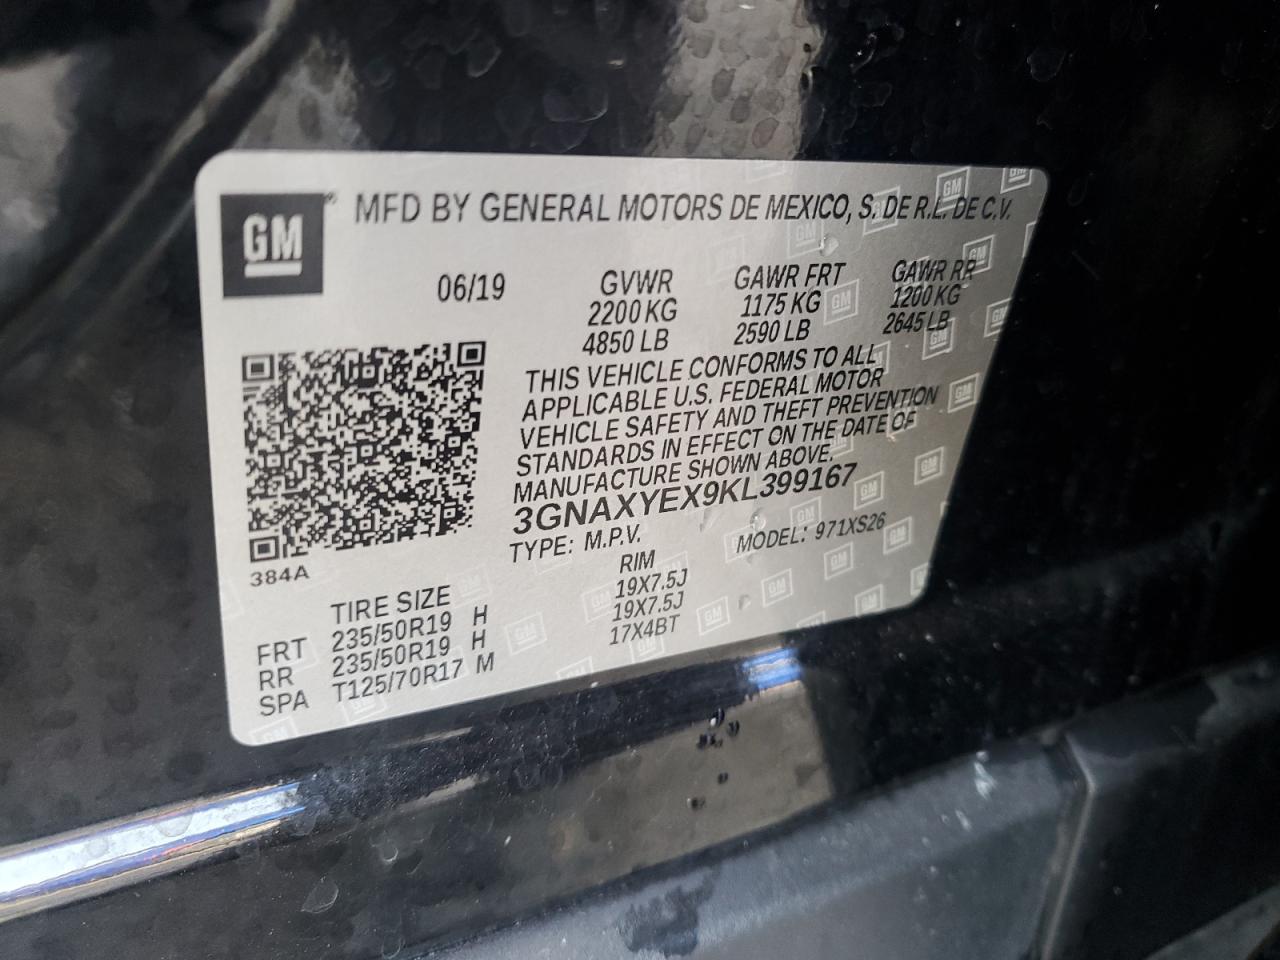 GM® MFD BY GENERAL MOTORS DE MEXICO, S. DE R.L. DE C.V.
06/19 GVWR GAWR FRT GAWR RR
2200 KG 1175 KG 1200 KG
4850 LB 2590 LB 2645 LB
THIS VEHICLE CONFORMS TO ALL
APPLICABLE U.S. FEDERAL MOTOR
VEHICLE SAFETY AND THEFT PREVENTION
STANDARDS IN EFFECT ON THE DATE OF
MANUFACTURE SHOWN ABOVE.
3GNAXYEX9KL399167
TYPE: M.P.V. MODEL: 971XS26
384A
TIRE SIZE RIM
FRT 235/50R19 H 19X7.5J
RR 235/50R19 H 19X7.5J
SPA T125/70R17 M 17X4BT